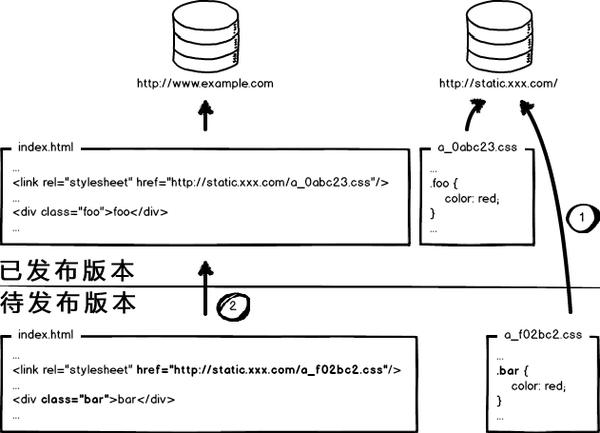 http://www.example.com
http://static.xxx.com/
index.html
...
<link rel="stylesheet" href="http://static.xxx.com/a_0abc23.css"/>
...
<div class="foo">foo</div>
...
a_0abc23.css
...
.foo {
color: red;
}
...
1
已发布版本
待发布版本
2
index.html
...
<link rel="stylesheet" href="http://static.xxx.com/a_f02bc2.css"/>
...
<div class="bar">bar</div>
...
a_f02bc2.css
...
.bar {
color: red;
}
...